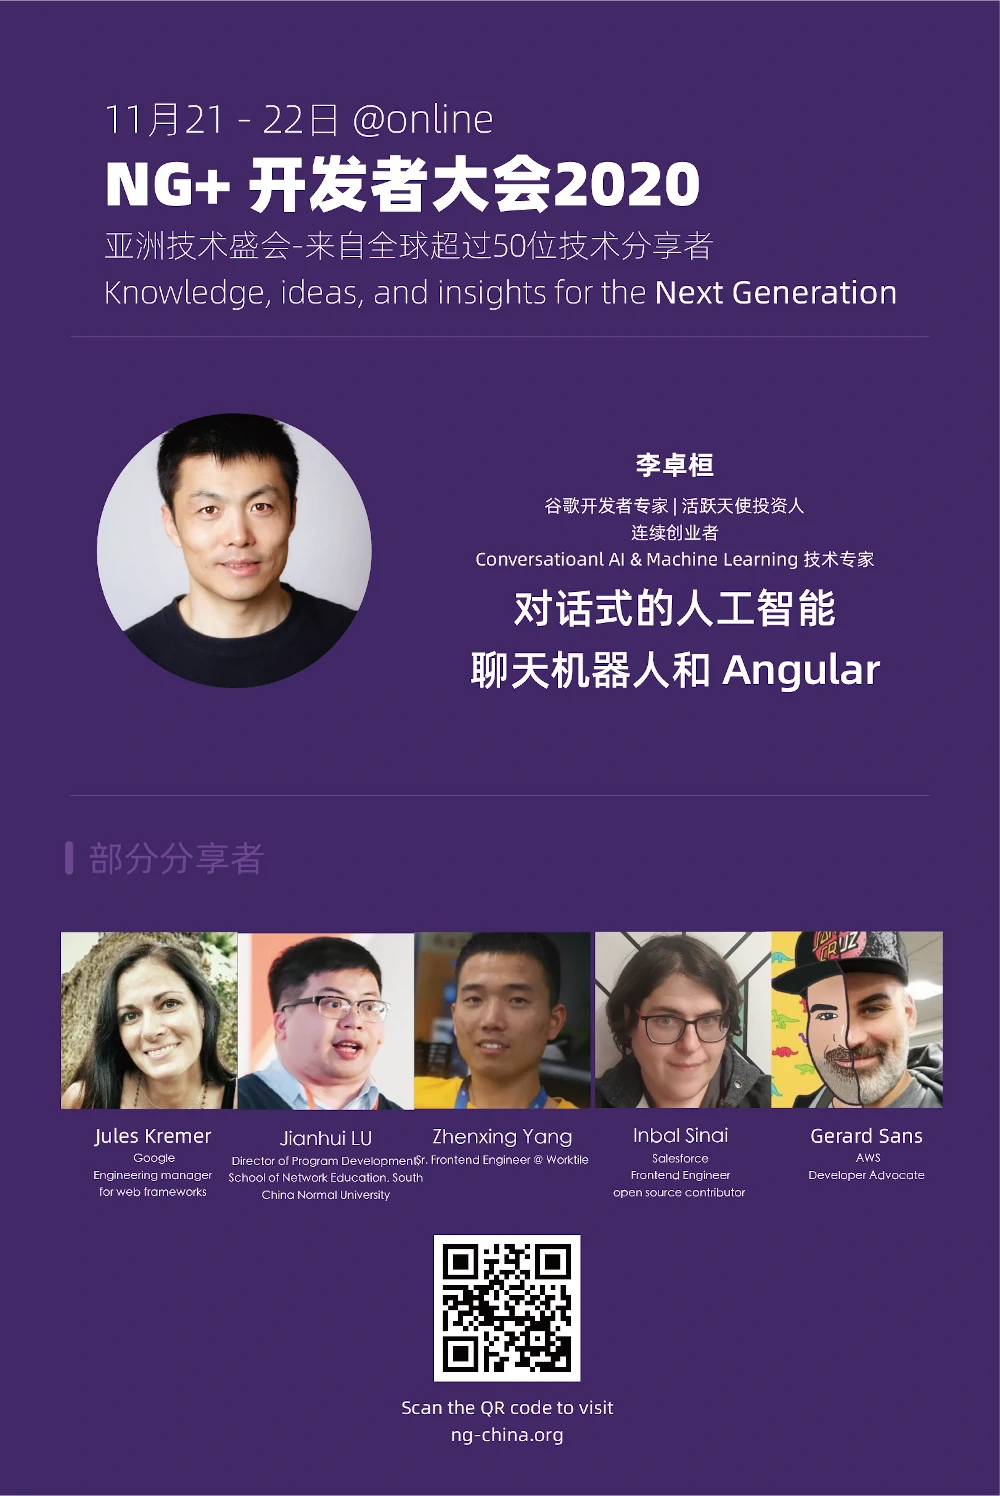 11月21 - 22日 @online
NG+ 开发者大会2020
亚洲技术盛会-来自全球超过50位技术分享者
Knowledge, ideas, and insights for the Next Generation
李卓桓
谷歌开发者专家 | 活跃天使投资人
连续创业者
Conversatioanl AI & Machine Learning 技术专家
对话式的人工智能
聊天机器人和 Angular
部分分享者
Jules Kremer
Google
Engineering manager
for web frameworks
Jianhui LU
Director of Program Development
School of Network Education, South
China Normal University
Zhenxing Yang
Sr. Frontend Engineer @ Worktile
Inbal Sinai
Salesforce
Frontend Engineer
open source contributor
Gerard Sans
AWS
Developer Advocate
Scan the QR code to visit
ng-china.org